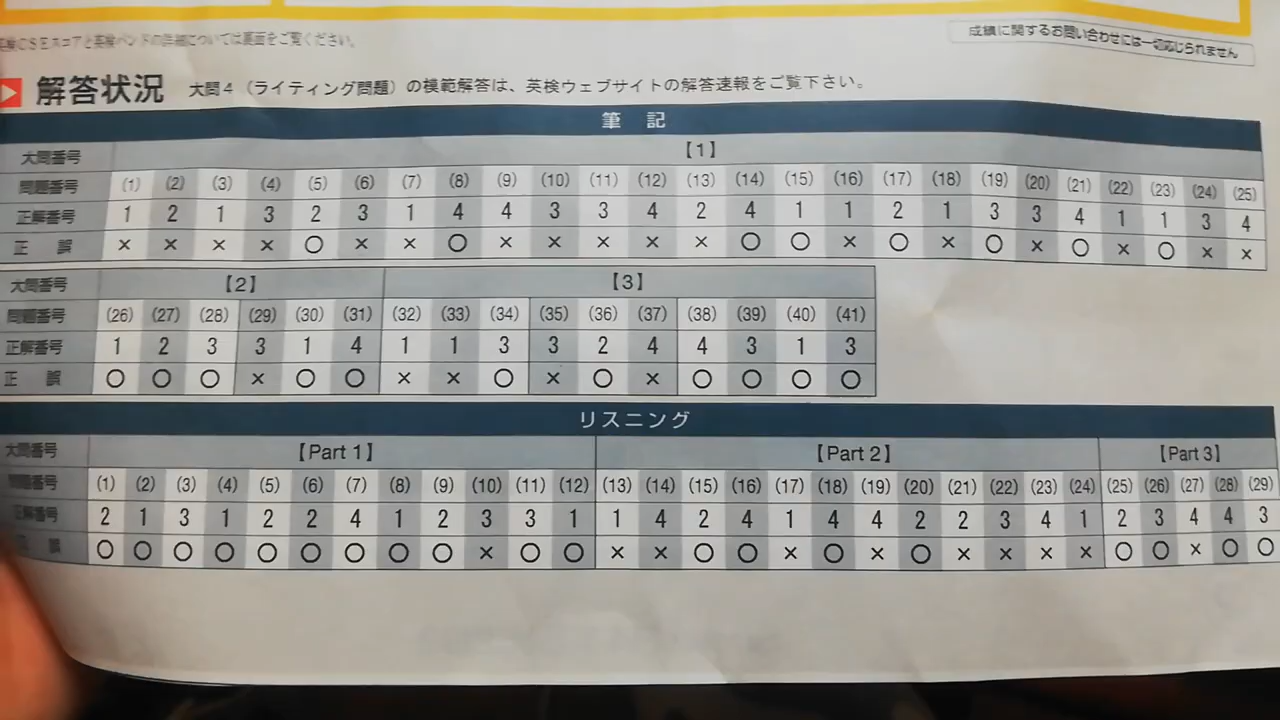 英検CSEスコアと英検バンドの詳細については裏面をご覧ください。
成績に関するお問い合わせには一切応じられません
解答状況 大問4（ライティング問題）の模範解答は、英検ウェブサイトの解答速報をご覧下さい。
筆 記
大問番号 【1】
問題番号 (1) (2) (3) (4) (5) (6) (7) (8) (9) (10) (11) (12) (13) (14) (15) (16) (17) (18) (19) (20) (21) (22) (23) (24) (25)
正解番号 1 2 1 3 2 3 1 4 4 3 3 4 2 4 1 1 2 1 3 3 4 1 1 3 4
正 誤 × × × × ○ × × ○ × × × × × ○ ○ × ○ × ○ × ○ × ○ × ×
大問番号 【2】 【3】
問題番号 (26) (27) (28) (29) (30) (31) (32) (33) (34) (35) (36) (37) (38) (39) (40) (41)
正解番号 1 2 3 3 1 4 1 1 3 3 2 4 4 3 1 3
正 誤 ○ ○ ○ × ○ ○ × × ○ × ○ × ○ ○ ○ ○
リスニング
大問番号 【Part 1】 【Part 2】 【Part 3】
問題番号 (1) (2) (3) (4) (5) (6) (7) (8) (9) (10) (11) (12) (13) (14) (15) (16) (17) (18) (19) (20) (21) (22) (23) (24) (25) (26) (27) (28) (29)
正解番号 2 1 3 1 2 2 4 1 2 3 3 1 1 4 2 4 1 4 4 2 2 3 4 1 2 3 4 4 3
正 誤 ○ ○ ○ ○ ○ ○ ○ ○ ○ × ○ ○ × × ○ ○ × ○ × ○ × × × × ○ ○ × ○ ○